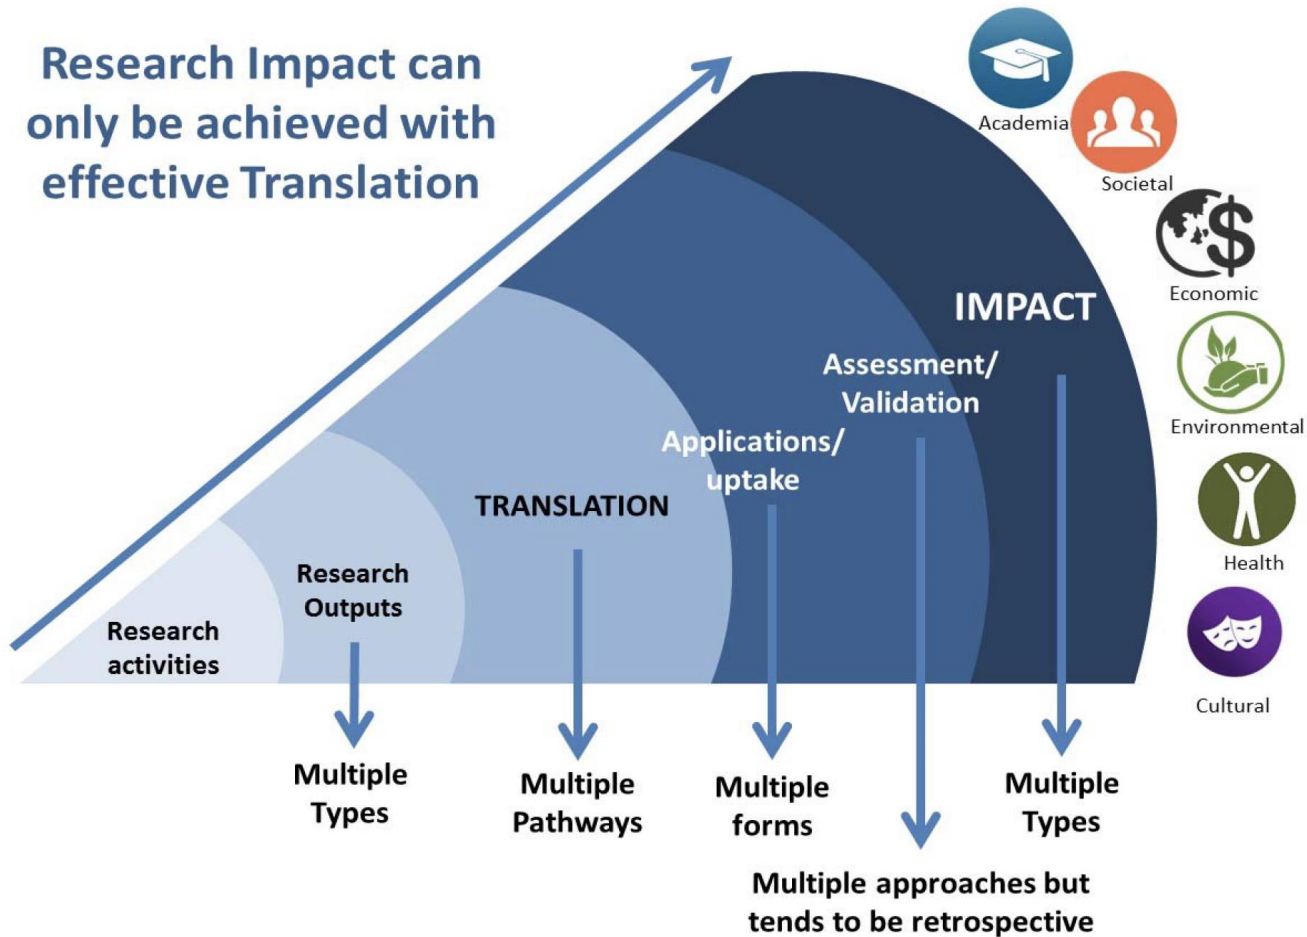 Research Impact can
only be achieved with
effective Translation
Academia
Societal
Economic
IMPACT
Assessment/
Validation
Environmental
Applications/
uptake
TRANSLATION
Health
Research
Outputs
Research
activities
Cultural
Multiple
Types
Multiple
Pathways
Multiple
forms
Multiple
Types
Multiple approaches but
tends to be retrospective